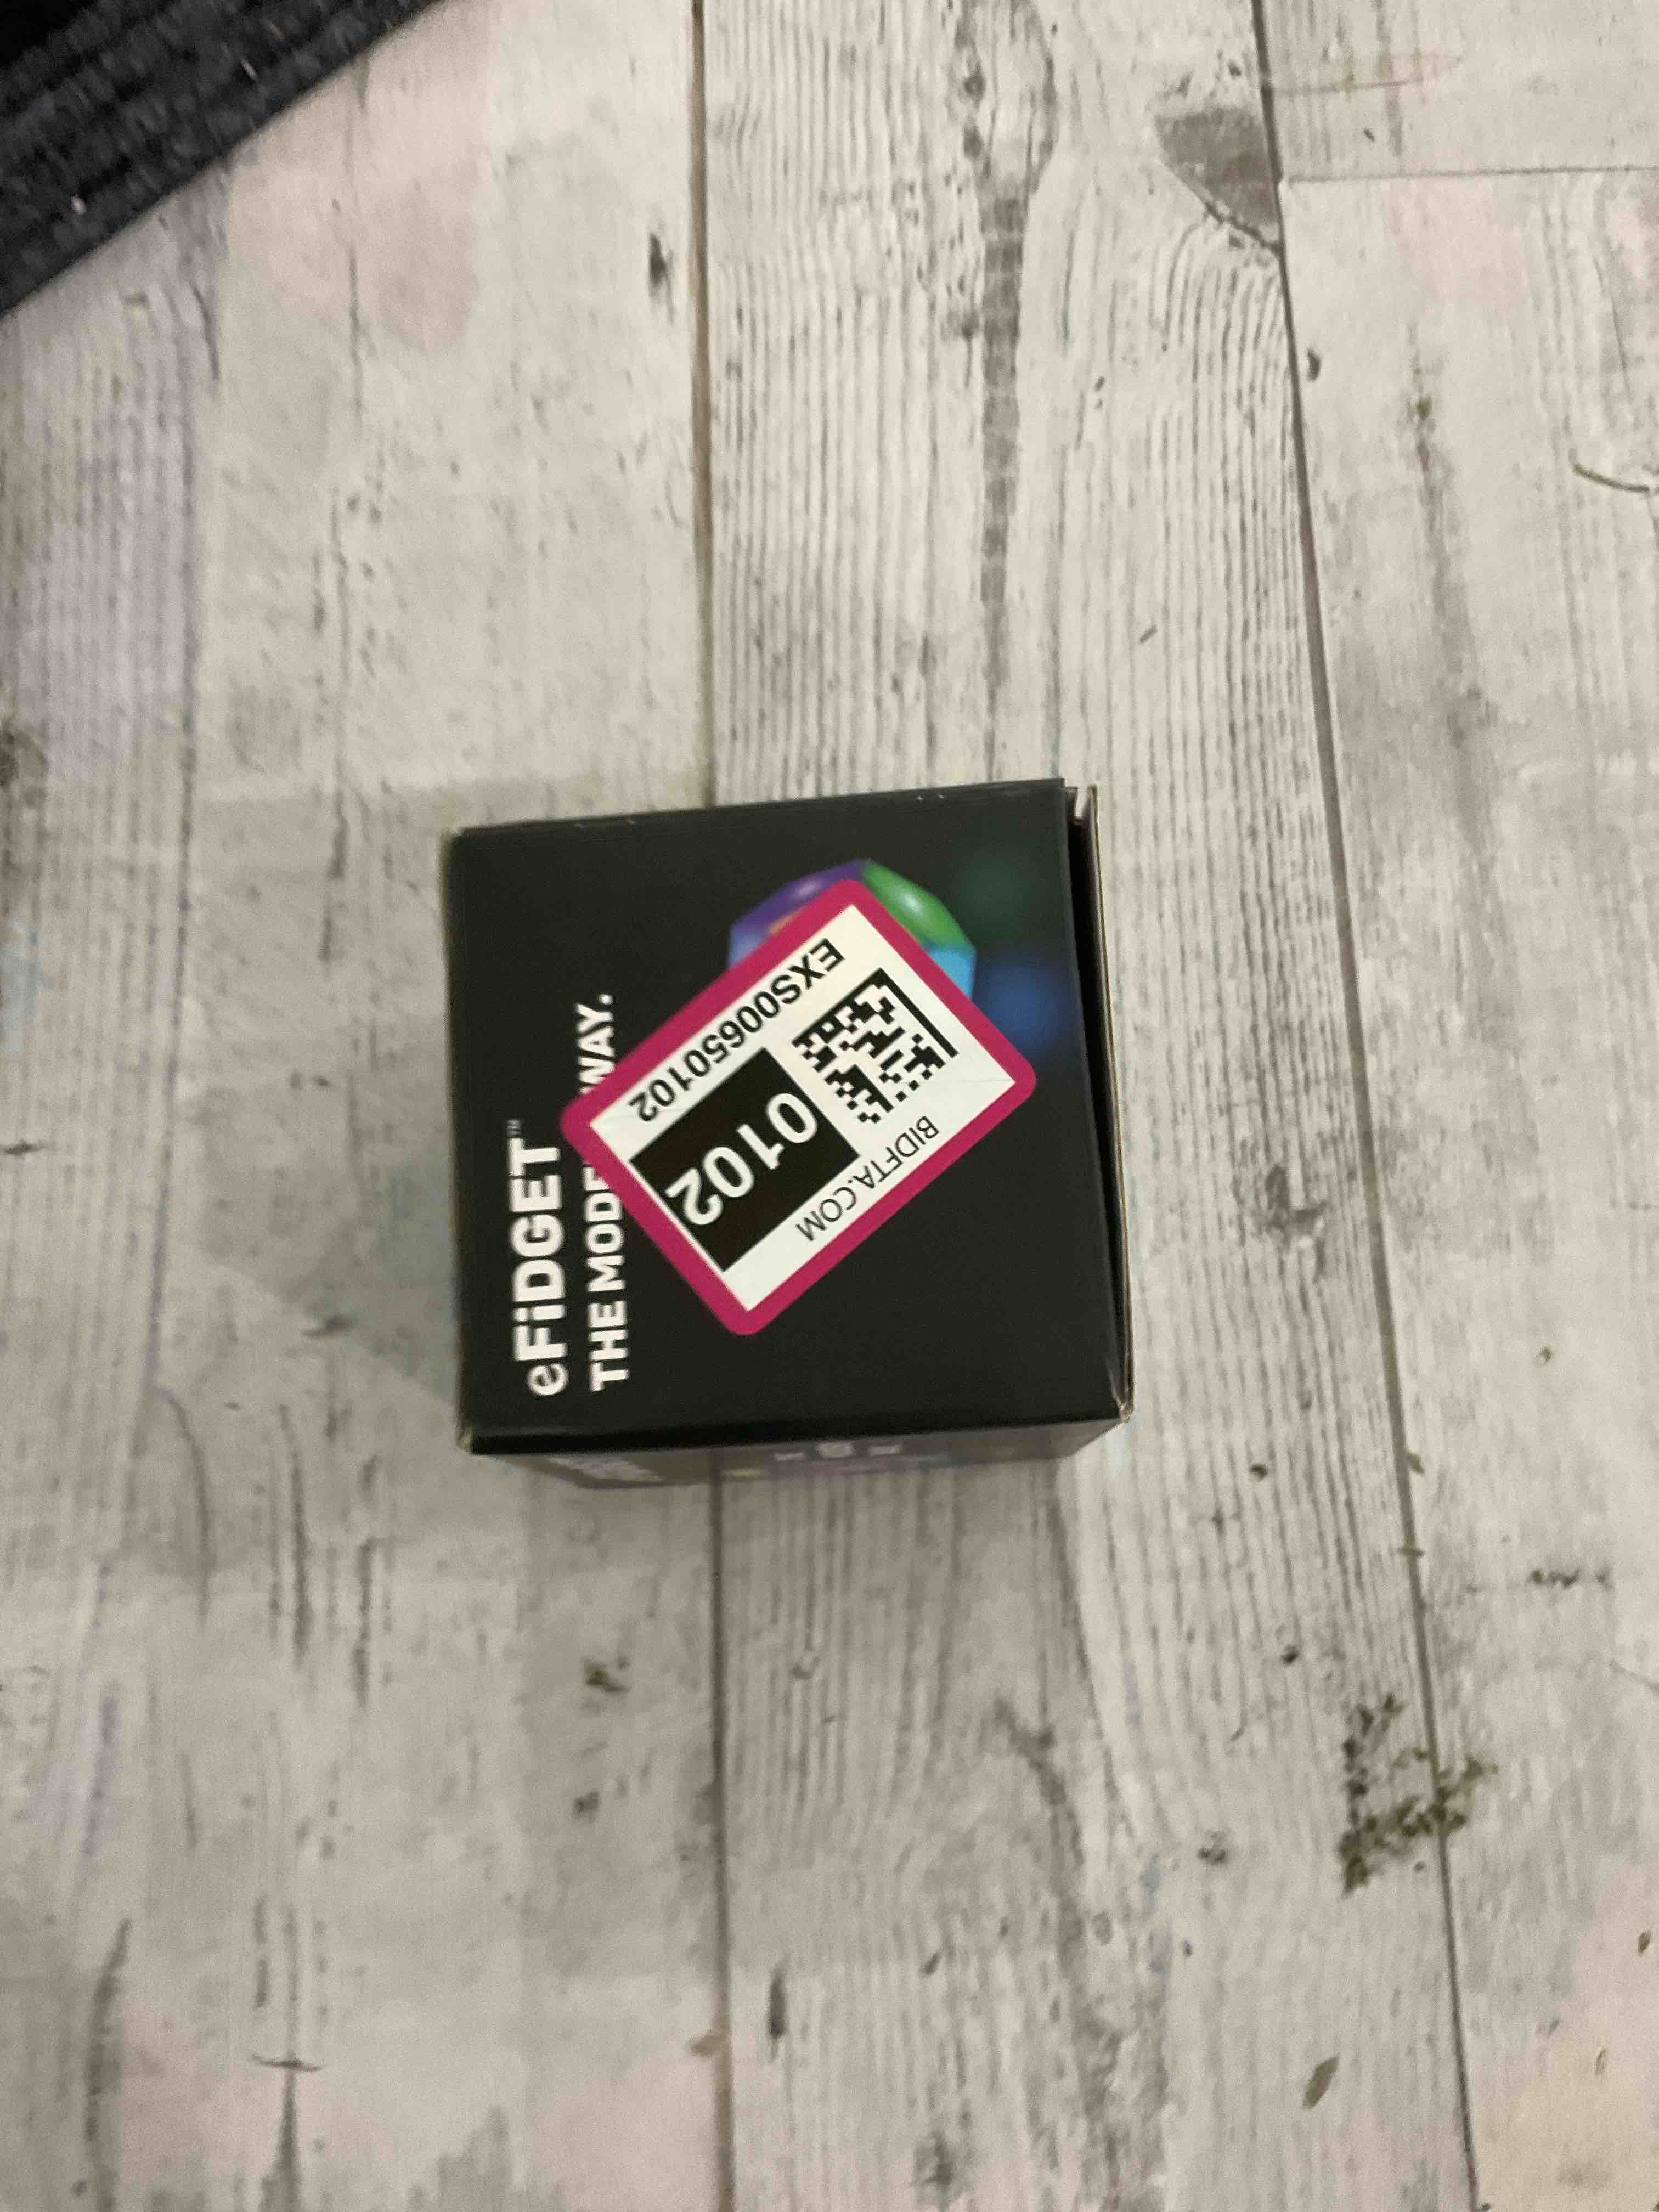 eFiDGET™
THE MODE WAY.
EXS00650102
0102
BIDFTA.COM